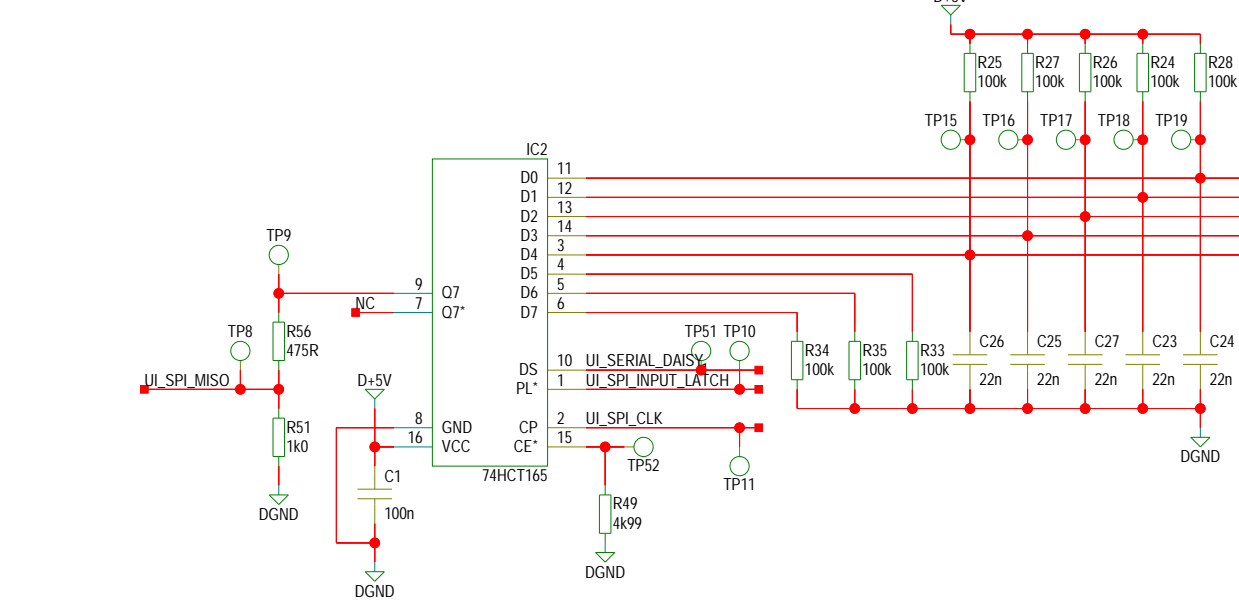 R25
100k
R27
100k
R26
100k
R24
100k
R28
100k
TP15
TP16
TP17
TP18
TP19
IC2
D0 11
D1 12
D2 13
D3 14
D4 3
D5 4
D6 5
D7 6
TP9
9 Q7
NC
7 Q7*
TP8
R56
475R
UI_SPI_MISO
R51
1k0
DGND
D+5V
8 GND
16 VCC
C1
100n
DGND
DS 10 UI_SERIAL_DAISY
PL* 1 UI_SPI_INPUT_LATCH
CP 2 UI_SPI_CLK
CE* 15
74HCT165
TP51
TP10
TP52
TP11
R49
4k99
DGND
R34
100k
R35
100k
R33
100k
C26
22n
C25
22n
C27
22n
C23
22n
C24
22n
DGND